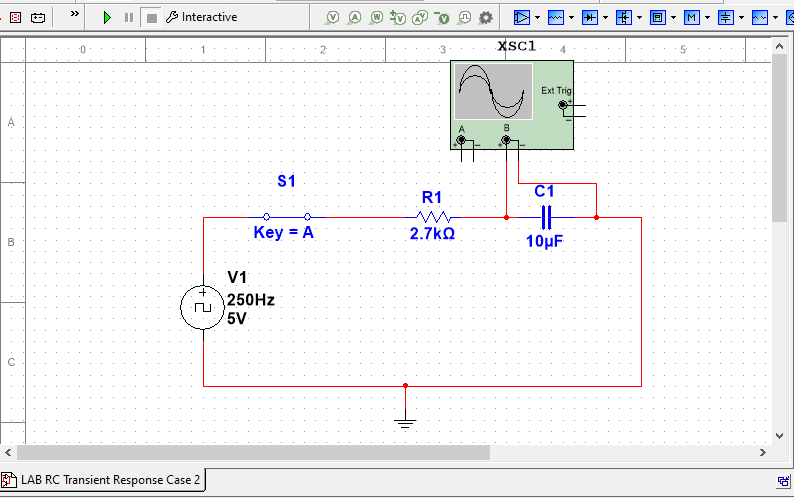 Interactive
0 1 2 3 4 5
XSC1
Ext Trig
+
−
A
B
+ − + −
A
S1
Key = A
R1
2.7kΩ
C1
10µF
B
V1
250Hz
5V
+
C
LAB RC Transient Response Case 2